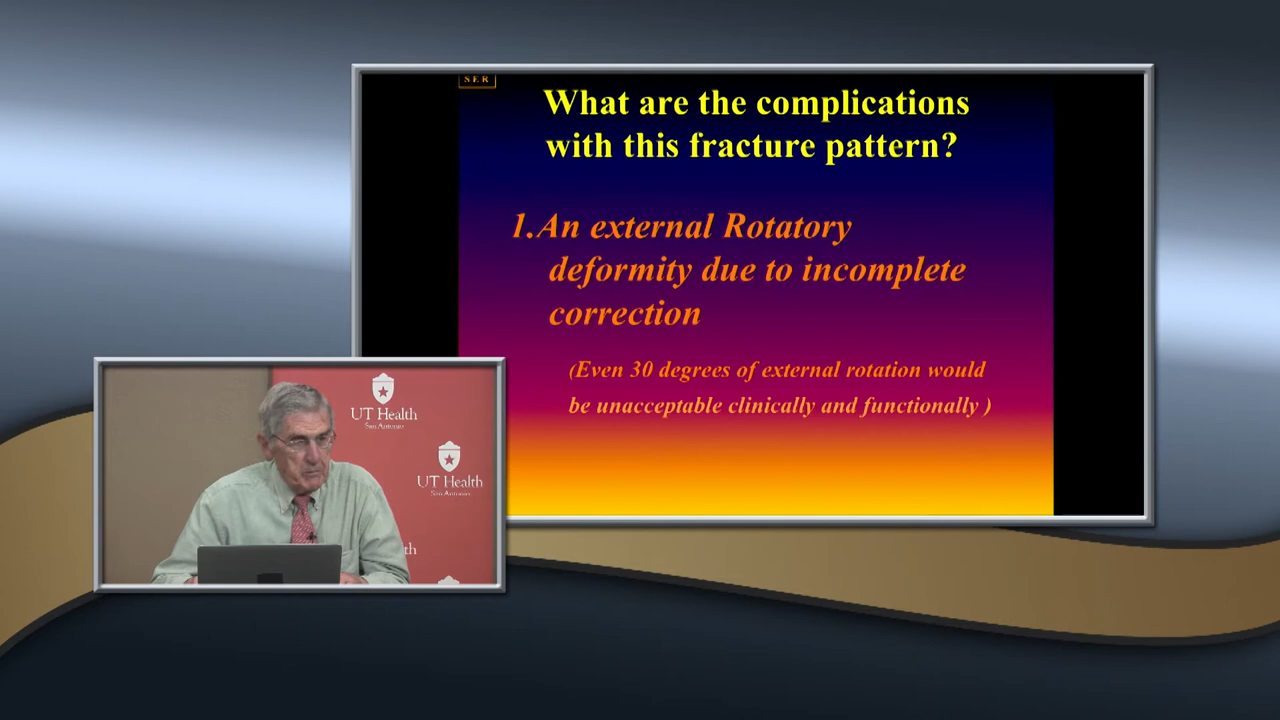 SER
What are the complications
with this fracture pattern?
1.An external Rotatory
deformity due to incomplete
correction
(Even 30 degrees of external rotation would
be unacceptable clinically and functionally )
UT Health
San Antonio
UT Health
San Antonio
th